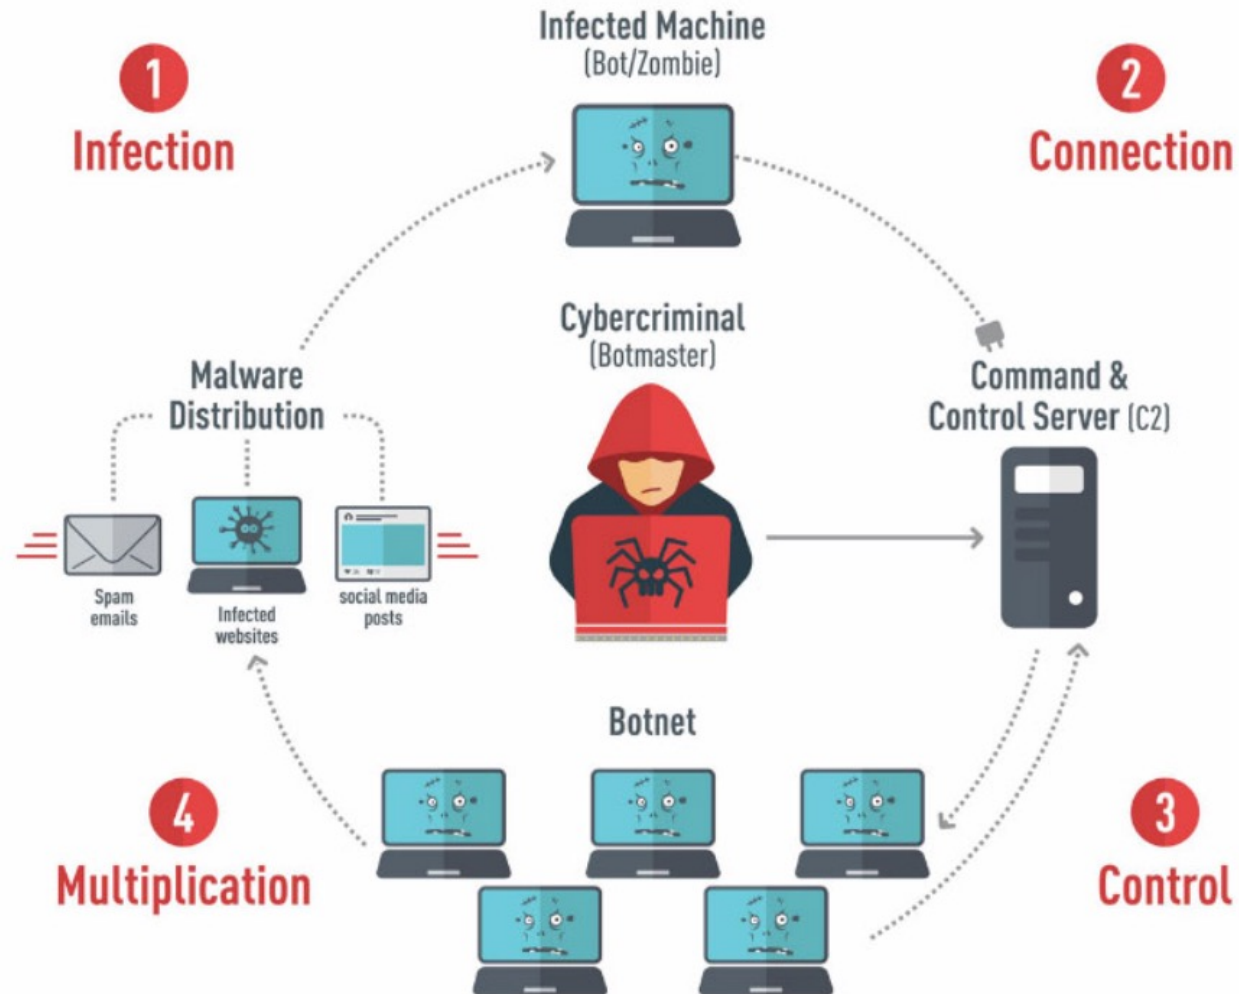 Infected Machine
(Bot/Zombie)
1
Infection
2
Connection
Cybercriminal
(Botmaster)
Malware
Distribution
Command &
Control Server (C2)
Spam
emails
Infected
websites
social media
posts
Botnet
4
Multiplication
3
Control